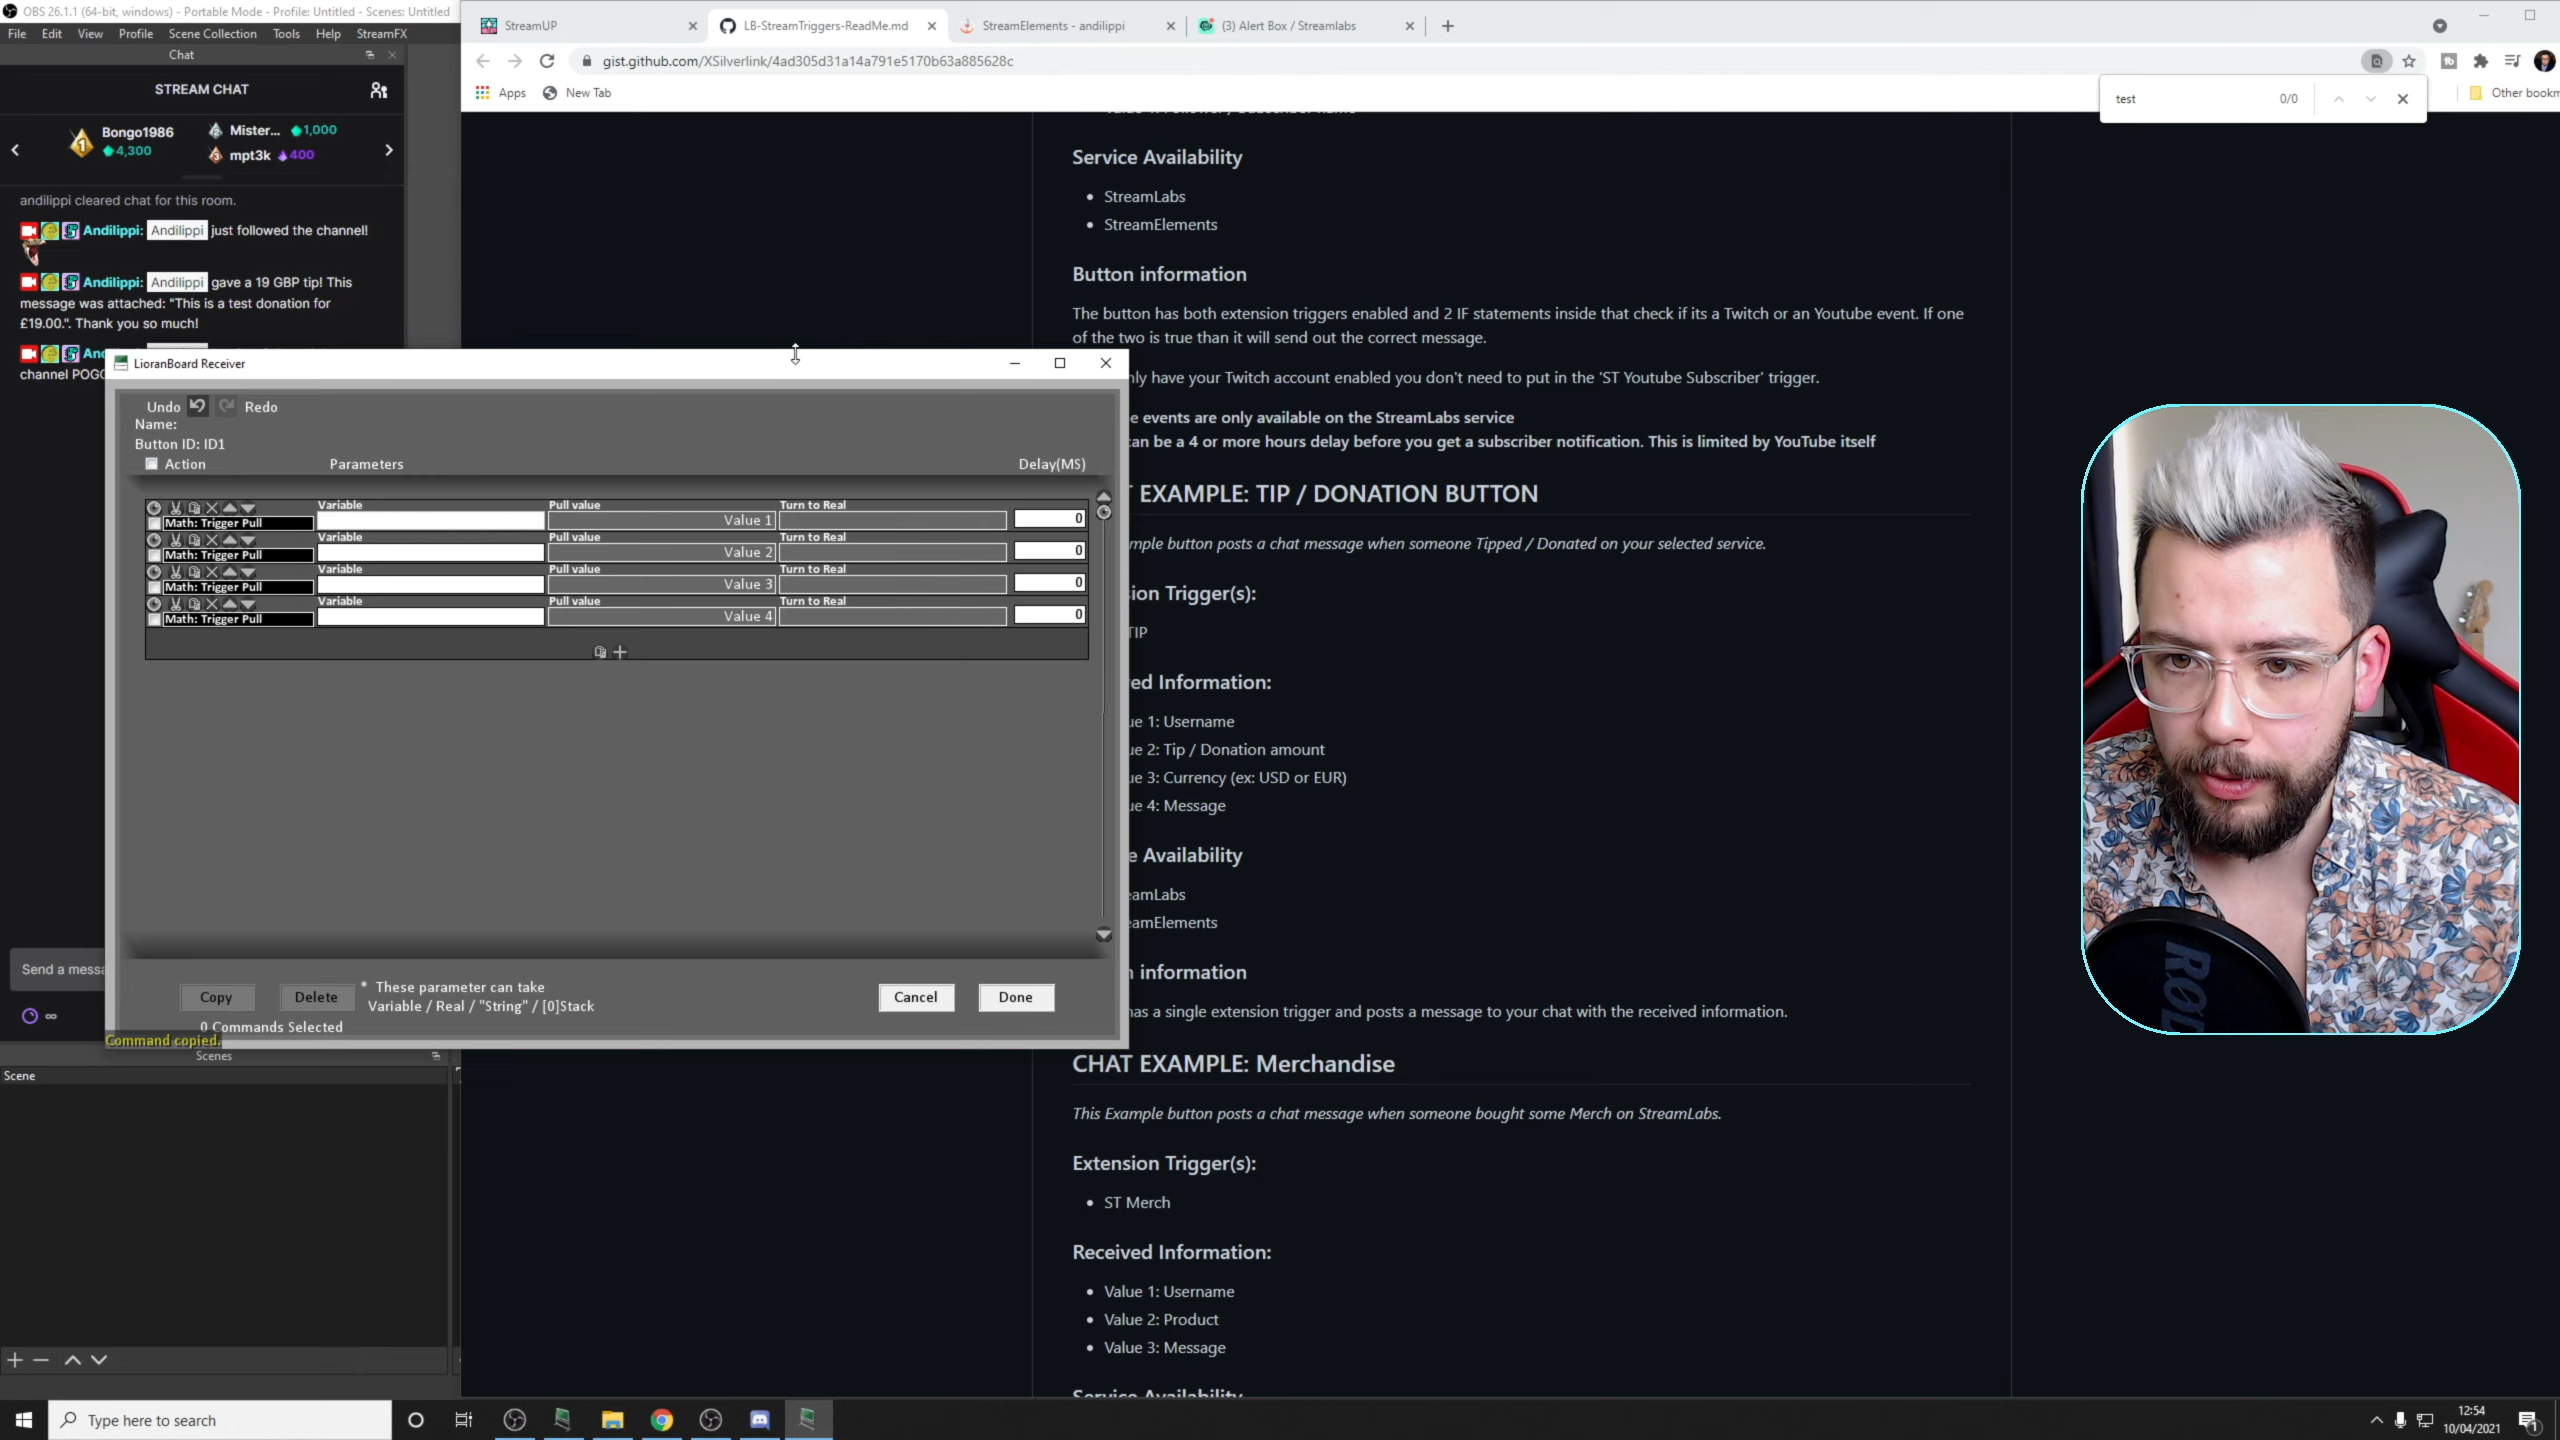 OBS 26.1.1 (64-bit, windows) - Portable Mode - Profile: Untitled - Scenes: Untitled
File Edit View Profile Scene Collection Tools Help StreamFX
Chat
STREAM CHAT
Bongo1986
4,300
Mister... 1,000
mpt3k 400
andilippi cleared chat for this room.
Andilippi: Andilippi just followed the channel!
Andilippi: Andilippi gave a 19 GBP tip! This
message was attached: "This is a test donation for
£19.00.". Thank you so much!
channel POGG
StreamUP
LB-StreamTriggers-ReadMe.md
StreamElements - andilippi
(3) Alert Box / Streamlabs
gist.github.com/XSilverlink/4ad305d31a14a791e5170b63a885628c
Apps New Tab
Other bookm
test 0/0
Service Availability
StreamLabs
StreamElements
Button information
The button has both extension triggers enabled and 2 IF statements inside that check if its a Twitch or an Youtube event. If one
of the two is true than it will send out the correct message.
nly have your Twitch account enabled you don't need to put in the 'ST Youtube Subscriber' trigger.
e events are only available on the StreamLabs service
an be a 4 or more hours delay before you get a subscriber notification. This is limited by YouTube itself
EXAMPLE: TIP / DONATION BUTTON
mple button posts a chat message when someone Tipped / Donated on your selected service.
ion Trigger(s):
TIP
ed Information:
ue 1: Username
ue 2: Tip / Donation amount
ue 3: Currency (ex: USD or EUR)
ue 4: Message
e Availability
eamLabs
eamElements
n information
has a single extension trigger and posts a message to your chat with the received information.
CHAT EXAMPLE: Merchandise
This Example button posts a chat message when someone bought some Merch on StreamLabs.
Extension Trigger(s):
ST Merch
Received Information:
Value 1: Username
Value 2: Product
Value 3: Message
Service Availability
LioranBoard Receiver
Undo Redo
Name:
Button ID: ID1
Action Parameters Delay(MS)
Variable Pull value Turn to Real
Math: Trigger Pull Value 1 0
Variable Pull value Turn to Real
Math: Trigger Pull Value 2 0
Variable Pull value Turn to Real
Math: Trigger Pull Value 3 0
Variable Pull value Turn to Real
Math: Trigger Pull Value 4 0
Copy Delete * These parameter can take
Variable / Real / "String" / [0]Stack
Cancel Done
0 Commands Selected
Command copied.
Send a messa
Scenes
Scene
RØDE
Type here to search
12:54
10/04/2021
1